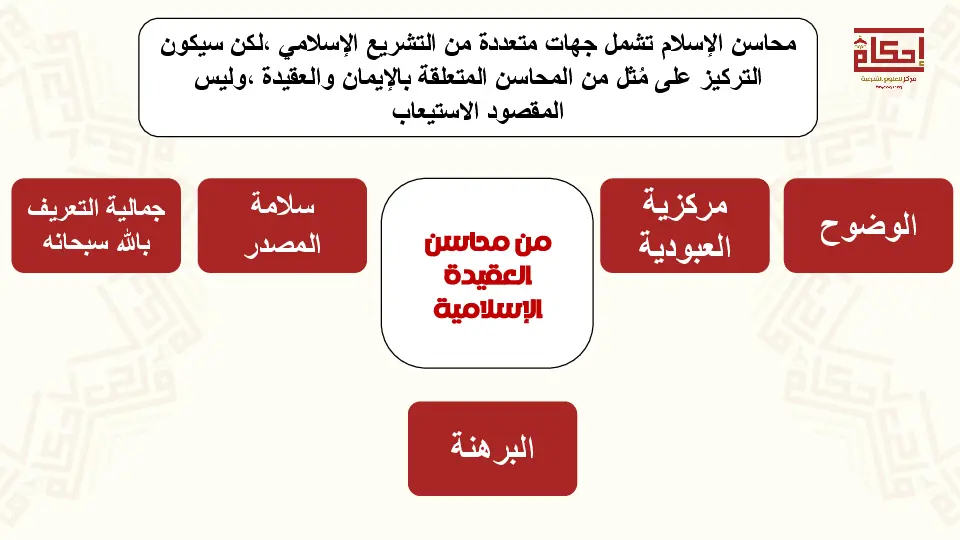 محاسن الإسلام تشمل جهات متعددة من التشريع الإسلامي ،لكن سيكون
التركيز على مُثُل من المحاسن المتعلقة بالإيمان والعقيدة ،وليس
المقصود الاستيعاب
إحكام
مركز للعلوم الشرعية
الوضوح
مركزية
العبودية
من محاسن
العقيدة
الإسلامية
سلامة
المصدر
جمالية التعريف
بالله سبحانه
البرهنة